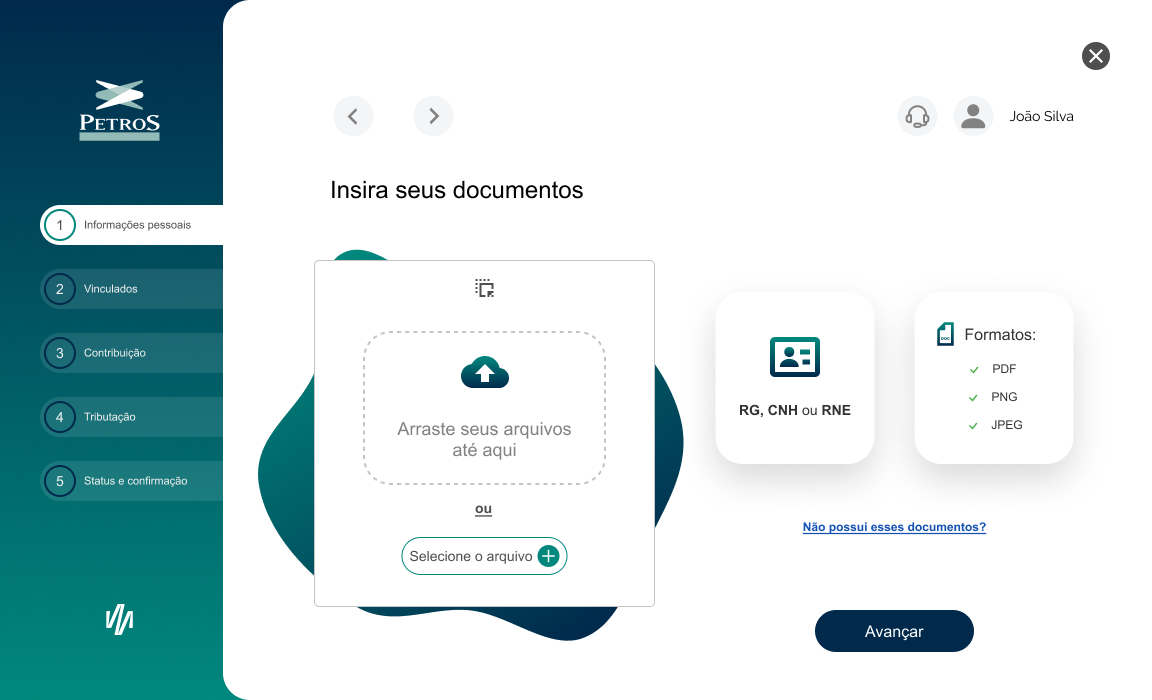 PETROS
João Silva
Insira seus documentos
1 Informações pessoais
2 Vinculados
3 Contribuição
4 Tributação
5 Status e confirmação
Arraste seus arquivos
até aqui
ou
Selecione o arquivo
RG, CNH ou RNE
DOC
Formatos:
PDF
PNG
JPEG
Não possui esses documentos?
Avançar